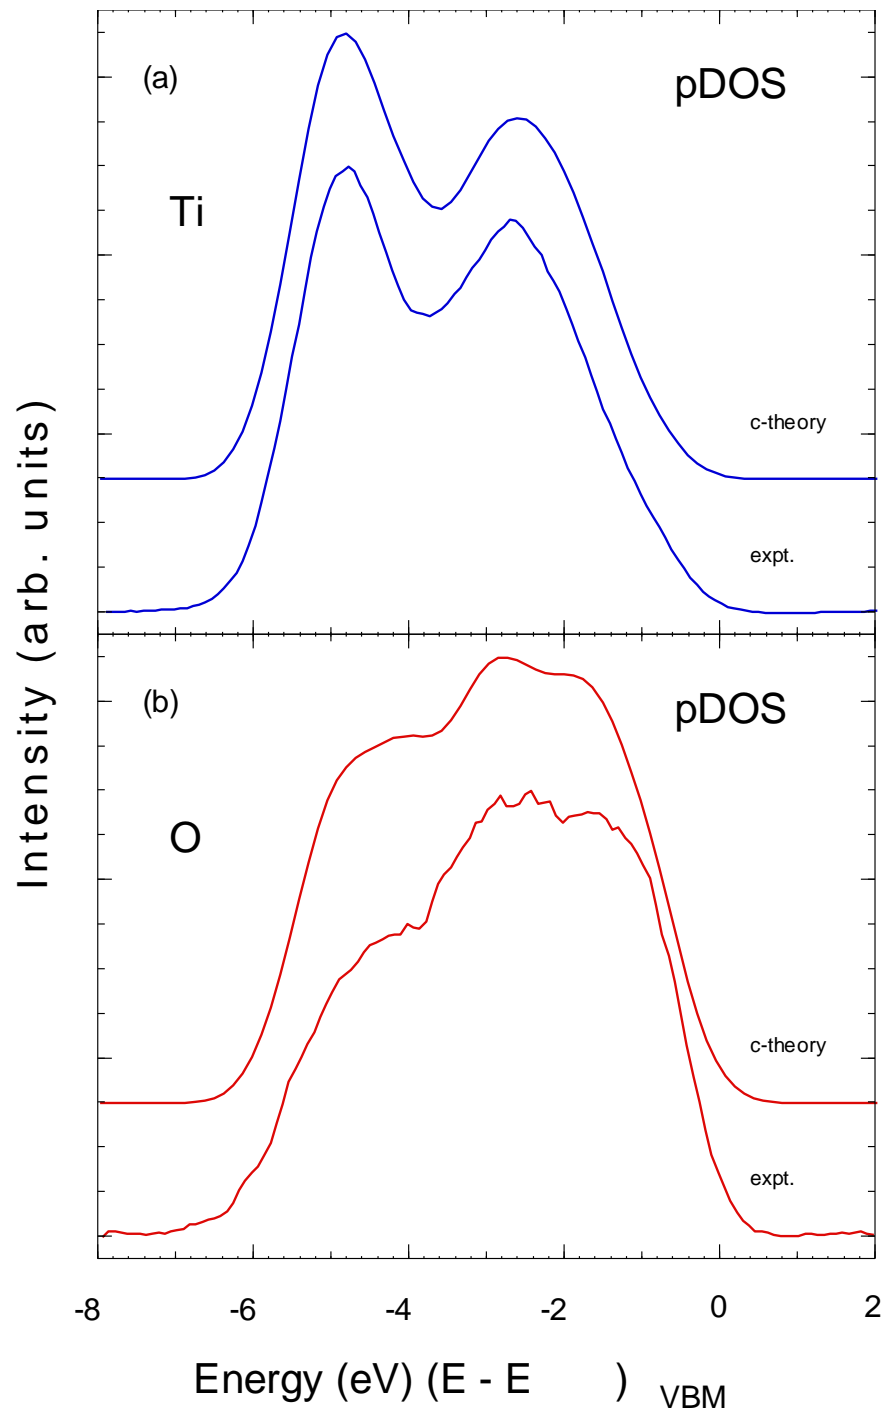 (a)
pDOS
Ti
c-theory
expt.
(b)
pDOS
O
c-theory
expt.
Intensity (arb. units)
-8 -6 -4 -2 0 2
Energy (eV) (E - E ) VBM